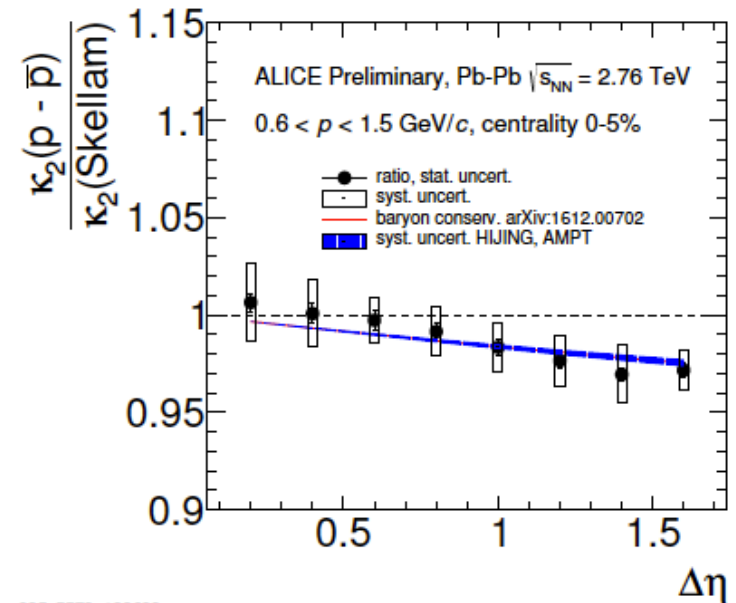 κ₂(p - p̄)
κ₂(Skellam)
1.15
1.1
1.05
1
0.95
0.9
ALICE Preliminary, Pb-Pb √sNN = 2.76 TeV
0.6 < p < 1.5 GeV/c, centrality 0-5%
ratio, stat. uncert.
syst. uncert.
baryon conserv. arXiv:1612.00702
syst. uncert. HIJING, AMPT
0.5 1 1.5
Δη